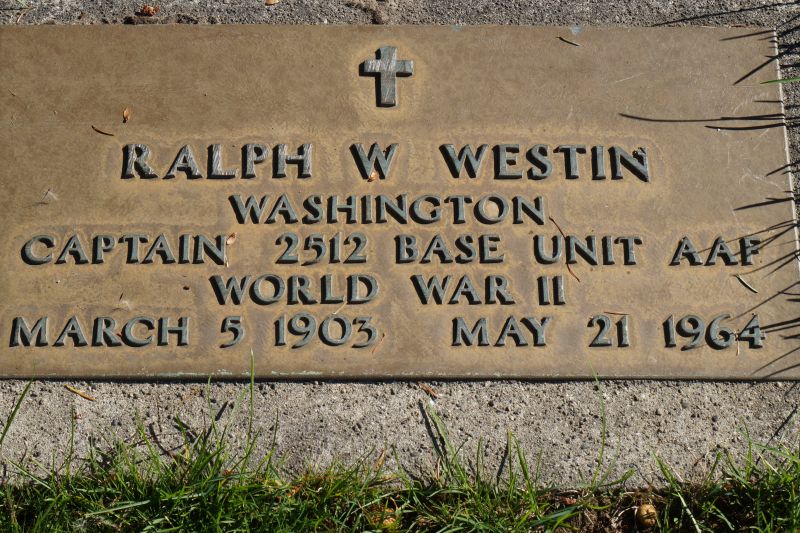 RALPH W WESTIN
WASHINGTON
CAPTAIN 2512 BASE UNIT AAF
WORLD WAR II
MARCH 5 1903 MAY 21 1964